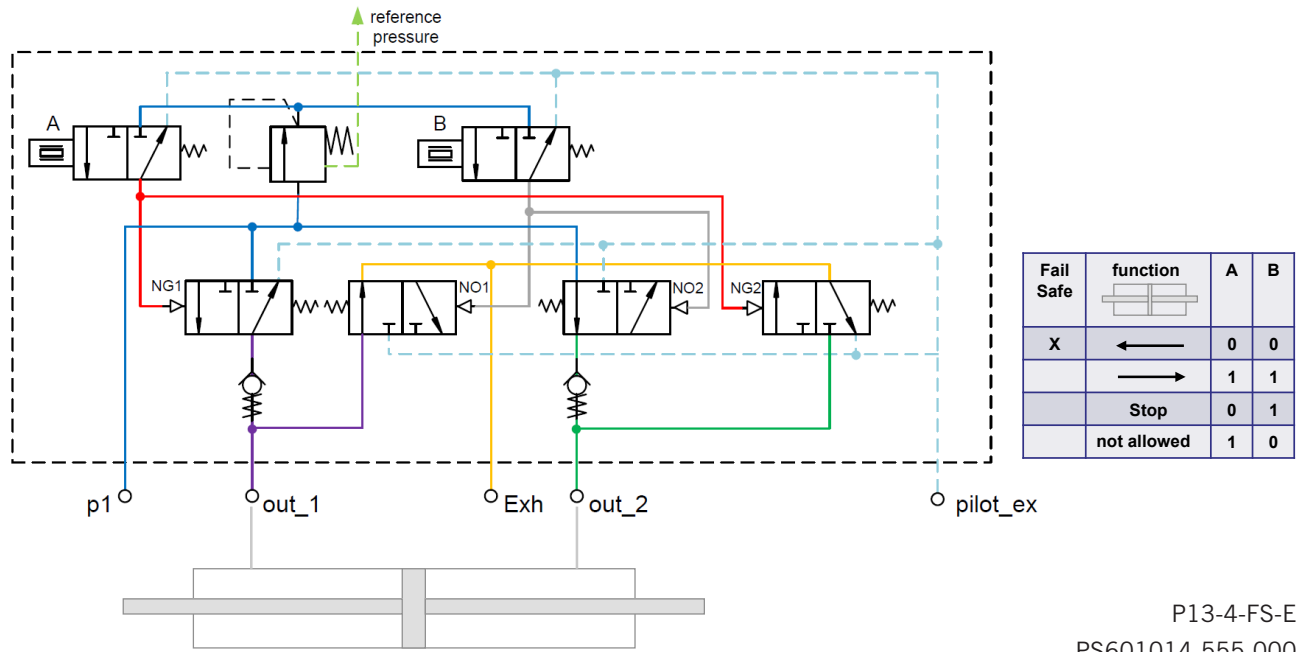 reference
pressure
A
B
NG1
NO1
NO2
NG2
p1
out_1
Exh
out_2
pilot_ex
Fail Safe function A B
X 0 0
1 1
Stop 0 1
not allowed 1 0
P13-4-FS-E
PS601014.555.000